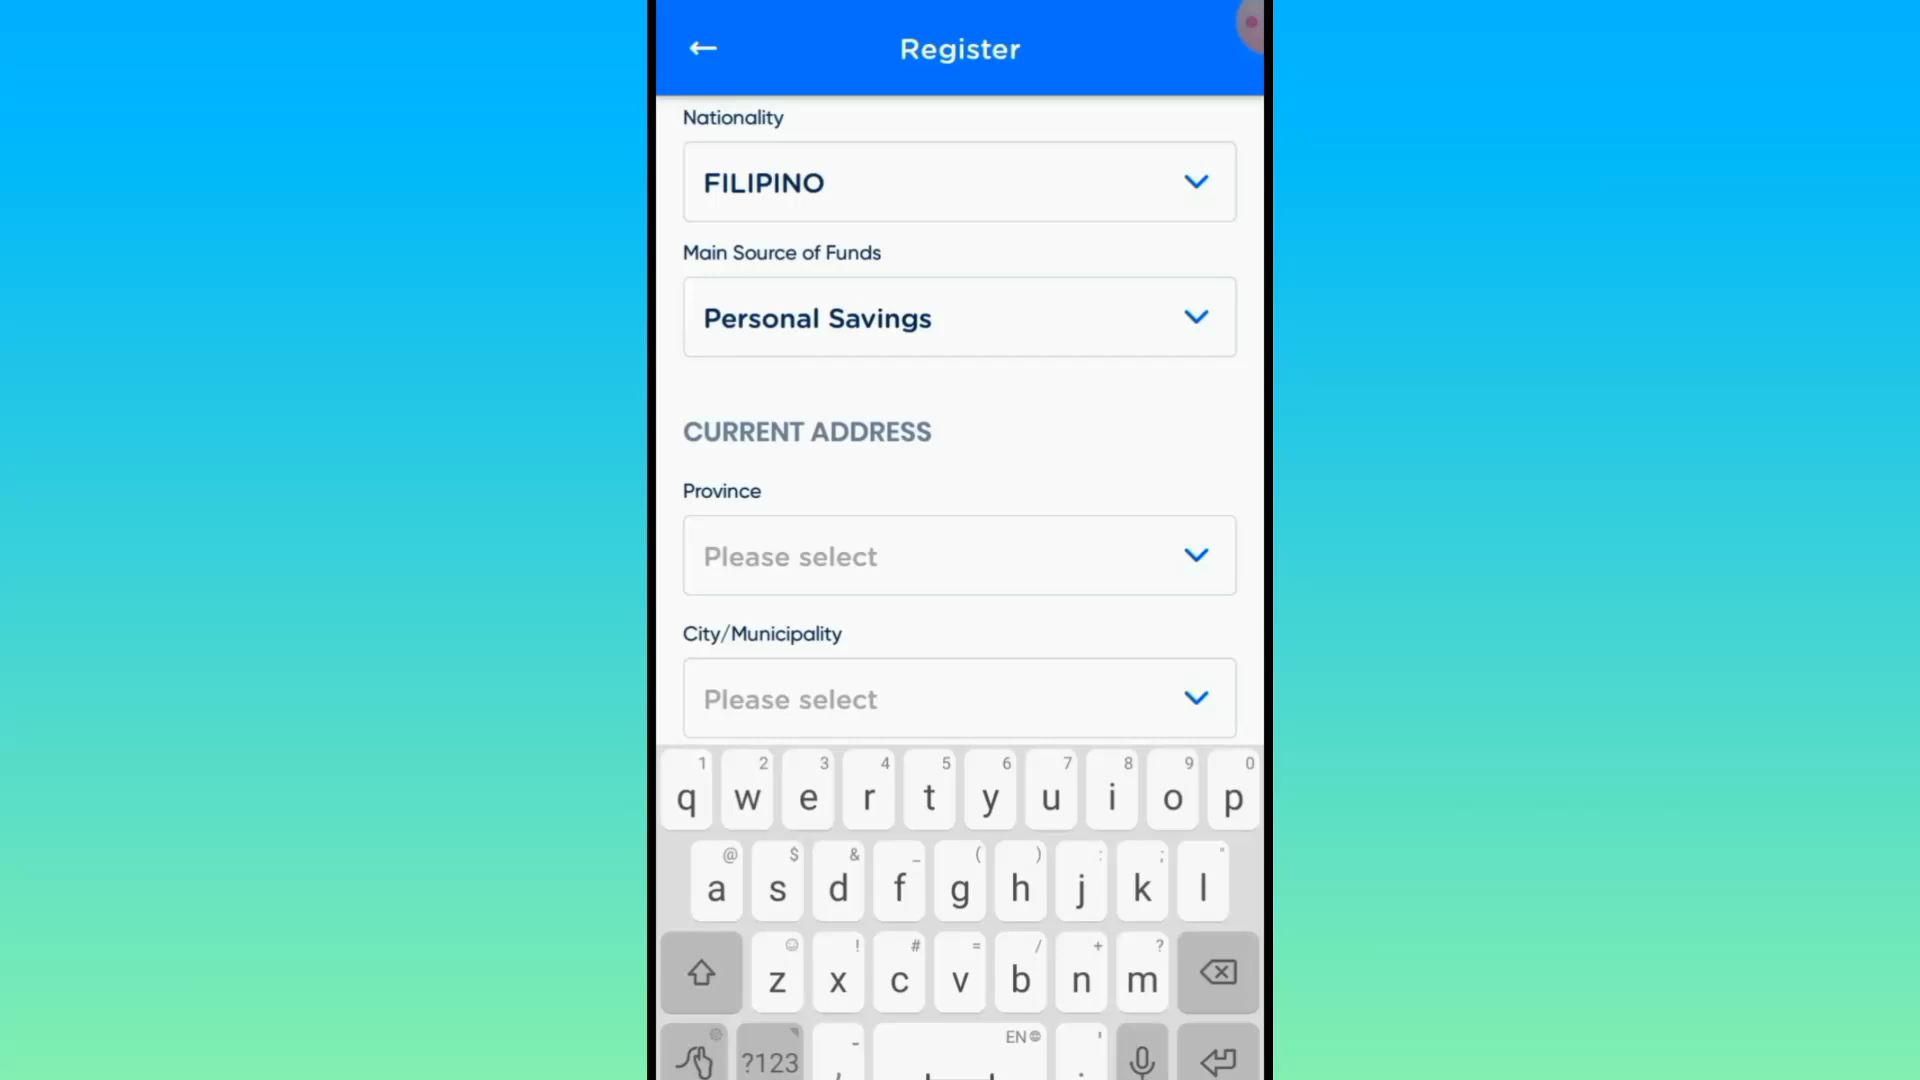 Register
Nationality
FILIPINO
Main Source of Funds
Personal Savings
CURRENT ADDRESS
Province
Please select
City/Municipality
Please select
1 2 3 4 5 6 7 8 9 0
q w e r t y u i o p
@ $ & _ ( ) : ; "
a s d f g h j k l
! # = / + ?
z x c v b n m
EN
?123 , .